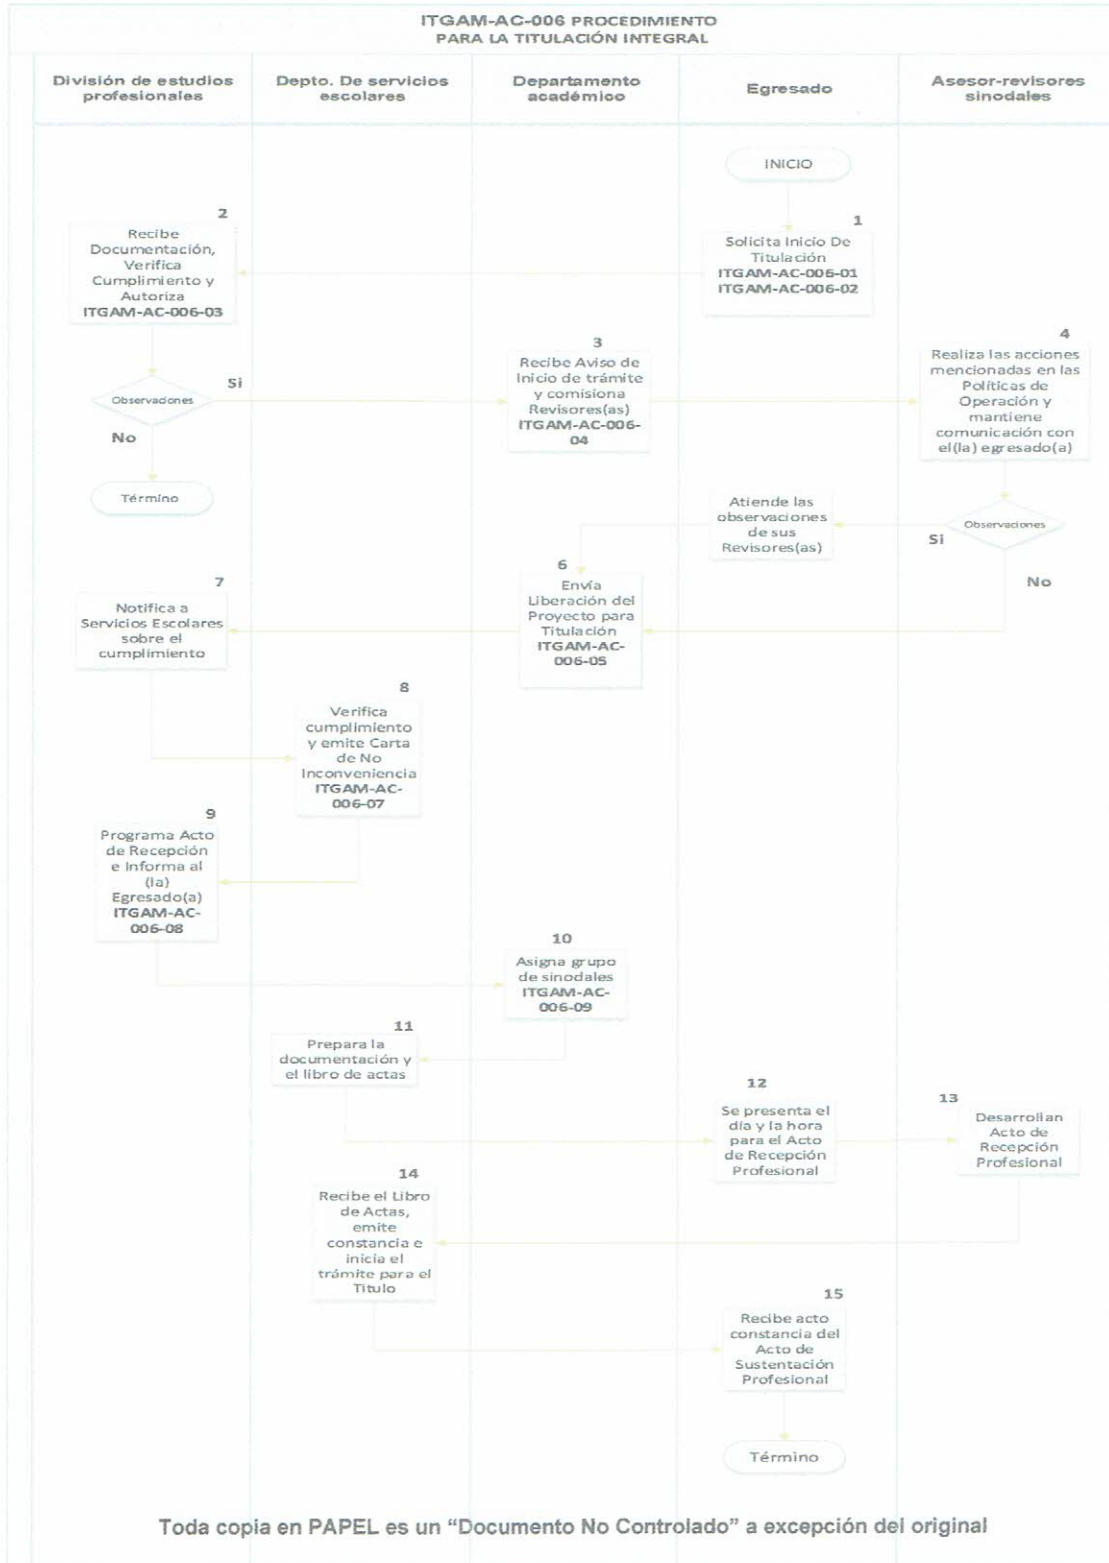 ITGAM-AC-006 PROCEDIMIENTO
PARA LA TITULACIÓN INTEGRAL
División de estudios
profesionales
Depto. De servicios
escolares
Departamento
académico
Egresado
Asesor-revisores
sinodales
INICIO
1
Solicita Inicio De
Titulación
ITGAM-AC-006-01
ITGAM-AC-006-02
2
Recibe
Documentación,
Verifica
Cumplimiento y
Autoriza
ITGAM-AC-006-03
Observaciones
Si
No
Término
3
Recibe Aviso de
Inicio de trámite
y comisiona
Revisores(as)
ITGAM-AC-006-
04
4
Realiza las acciones
mencionadas en las
Políticas de
Operación y
mantiene
comunicación con
el(la) egresado(a)
Observaciones
Si
No
Atiende las
observaciones
de sus
Revisores(as)
6
Envía
Liberación del
Proyecto para
Titulación
ITGAM-AC-
006-05
7
Notifica a
Servicios Escolares
sobre el
cumplimiento
8
Verifica
cumplimiento
y emite Carta
de No
Inconveniencia
ITGAM-AC-
006-07
9
Programa Acto
de Recepción
e Informa al
(la)
Egresado(a)
ITGAM-AC-
006-08
10
Asigna grupo
de sinodales
ITGAM-AC-
006-09
11
Prepara la
documentación y
el libro de actas
12
Se presenta el
día y la hora
para el Acto
de Recepción
Profesional
13
Desarrollan
Acto de
Recepción
Profesional
14
Recibe el Libro
de Actas,
emite
constancia e
inicia el
trámite para el
Titulo
15
Recibe acto
constancia del
Acto de
Sustentación
Profesional
Término
Toda copia en PAPEL es un “Documento No Controlado” a excepción del original